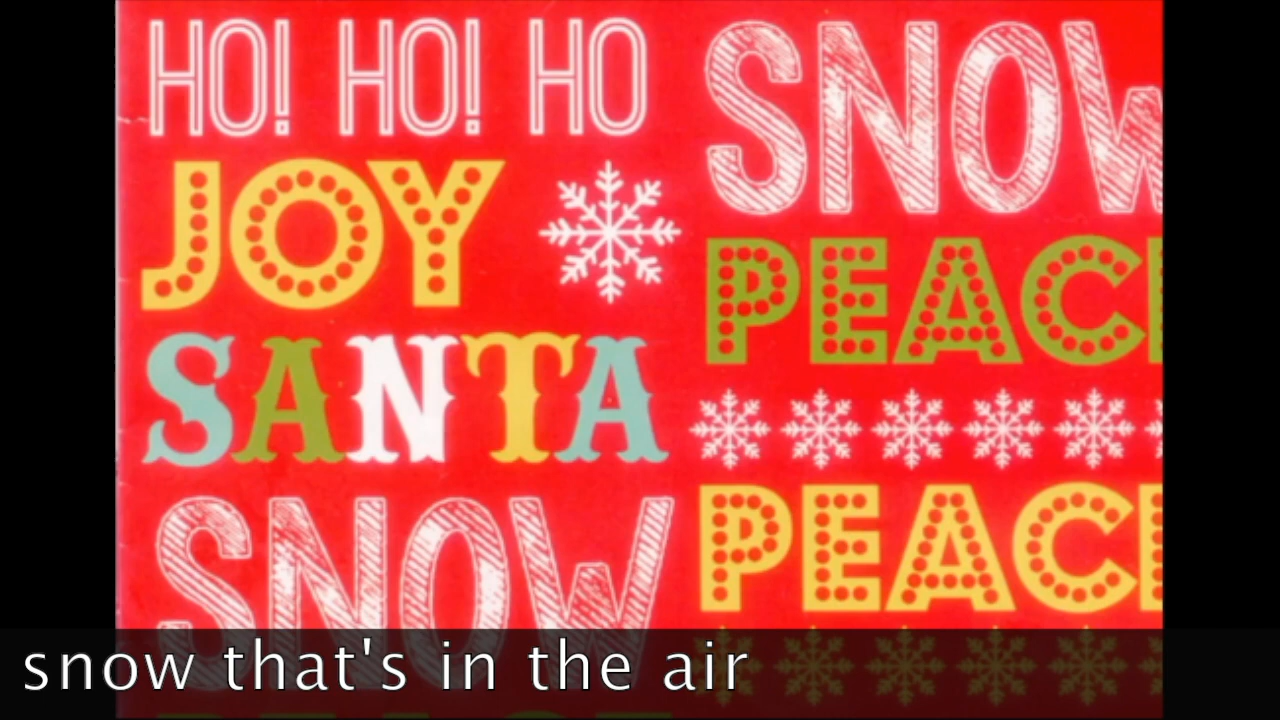 HO! HO! HO
JOY
SANTA
SNOW
SNOW
PEAC
PEAC
snow that's in the air